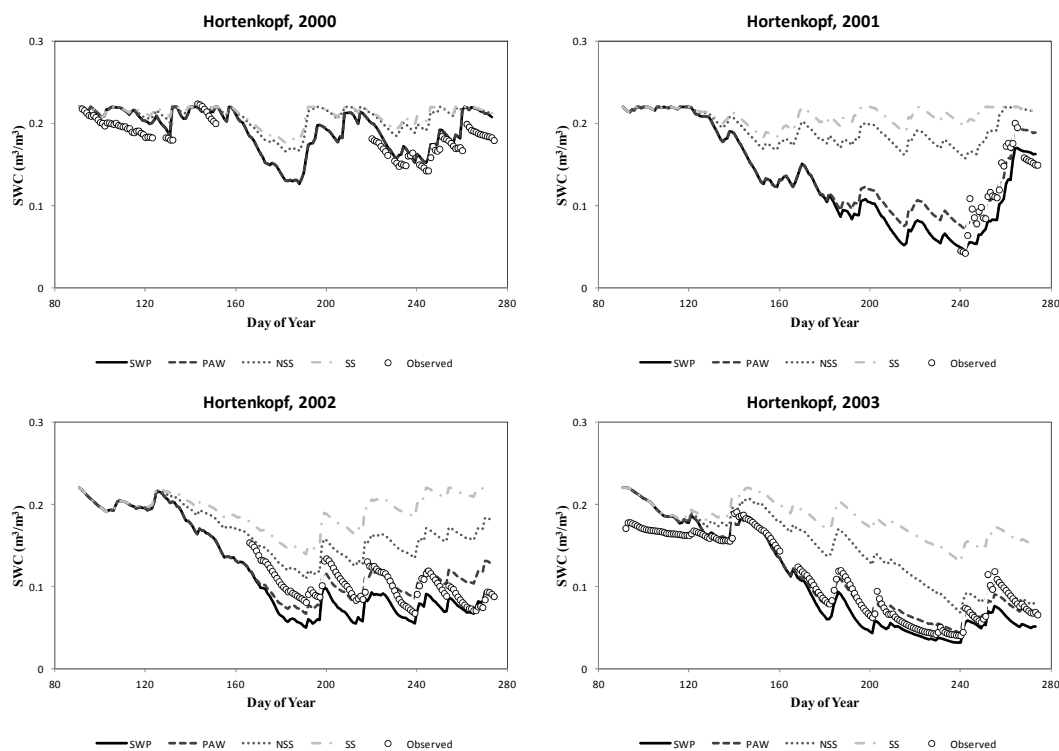 Hortenkopf, 2000
0.3
0.2
0.1
0
SWC (m³/m³)
80 120 160 200 240 280
Day of Year
SWP PAW NSS SS Observed
Hortenkopf, 2001
0.3
0.2
0.1
0
SWC (m³/m³)
80 120 160 200 240 280
Day of Year
SWP PAW NSS SS Observed
Hortenkopf, 2002
0.3
0.2
0.1
0
SWC (m³/m³)
80 120 160 200 240 280
Day of Year
SWP PAW NSS SS Observed
Hortenkopf, 2003
0.3
0.2
0.1
0
SWC (m³/m³)
80 120 160 200 240 280
Day of Year
SWP PAW NSS SS Observed